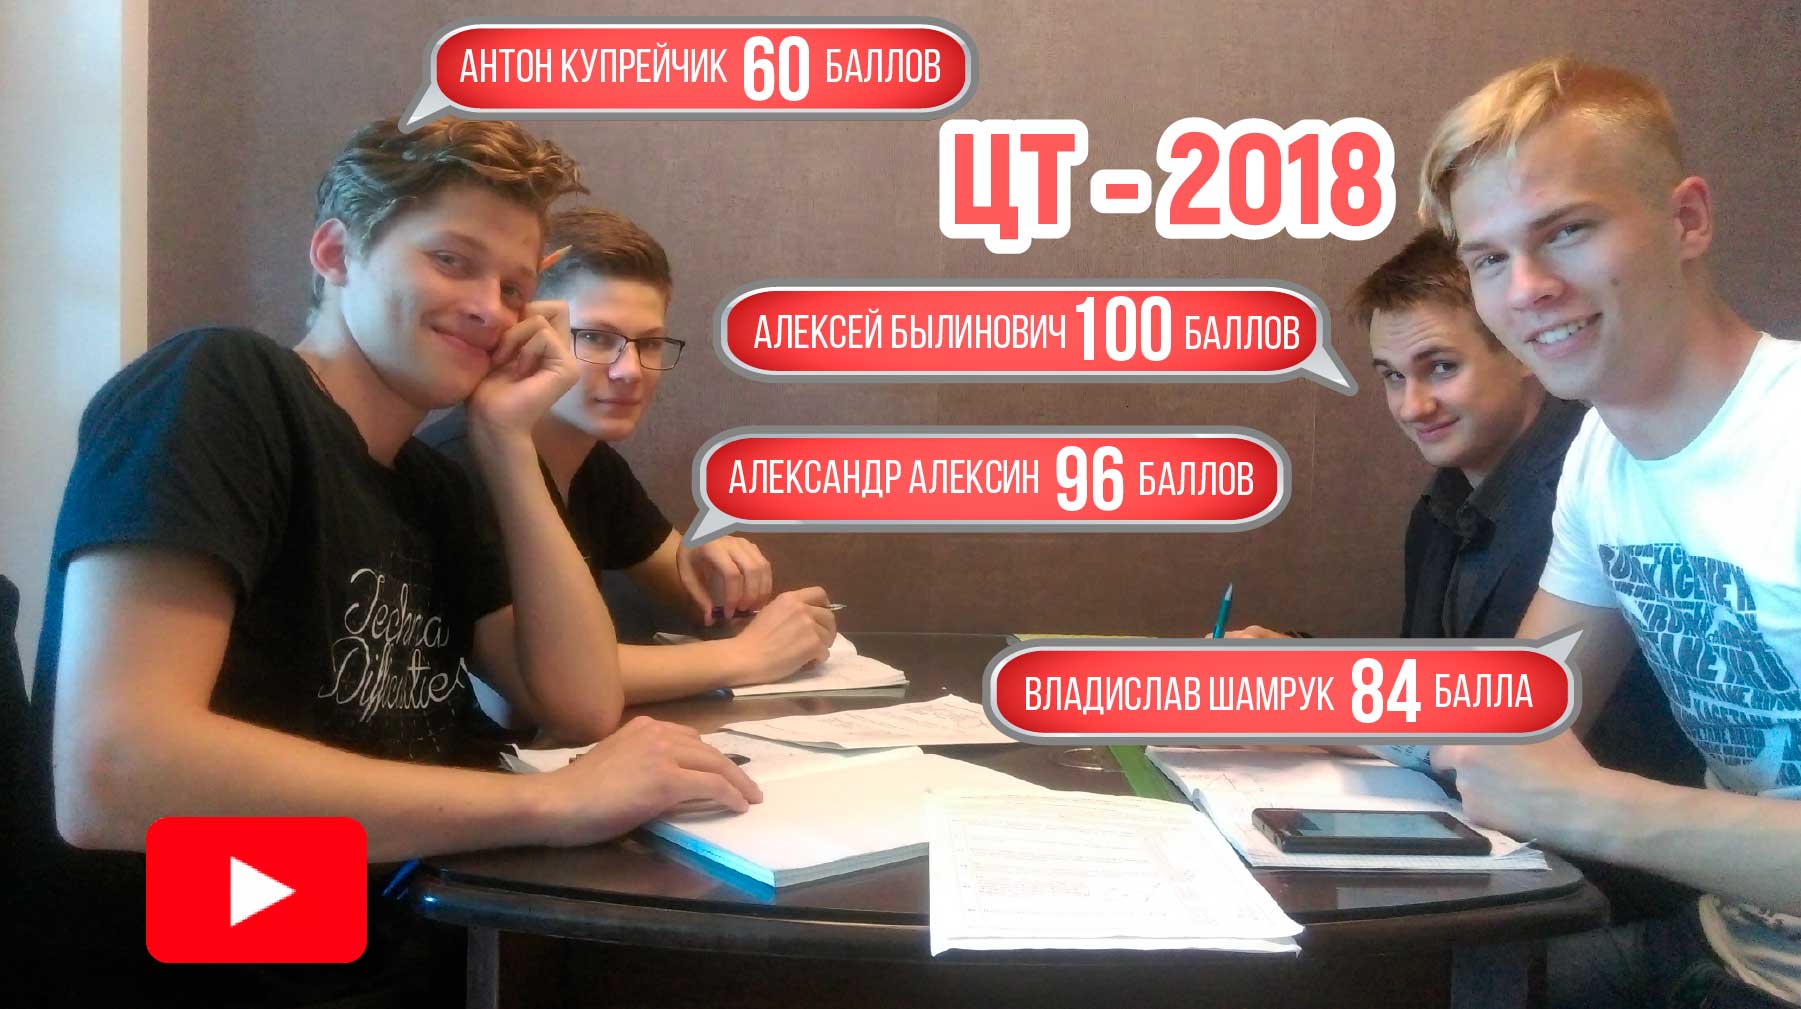 АНТОН КУПРЕЙЧИК 60 БАЛЛОВ
ЦТ - 2018
АЛЕКСЕЙ БЫЛИНОВИЧ 100 БАЛЛОВ
АЛЕКСАНДР АЛЕКСИН 96 БАЛЛОВ
Techna
Difficulties
ВЛАДИСЛАВ ШАМРУК 84 БАЛЛА